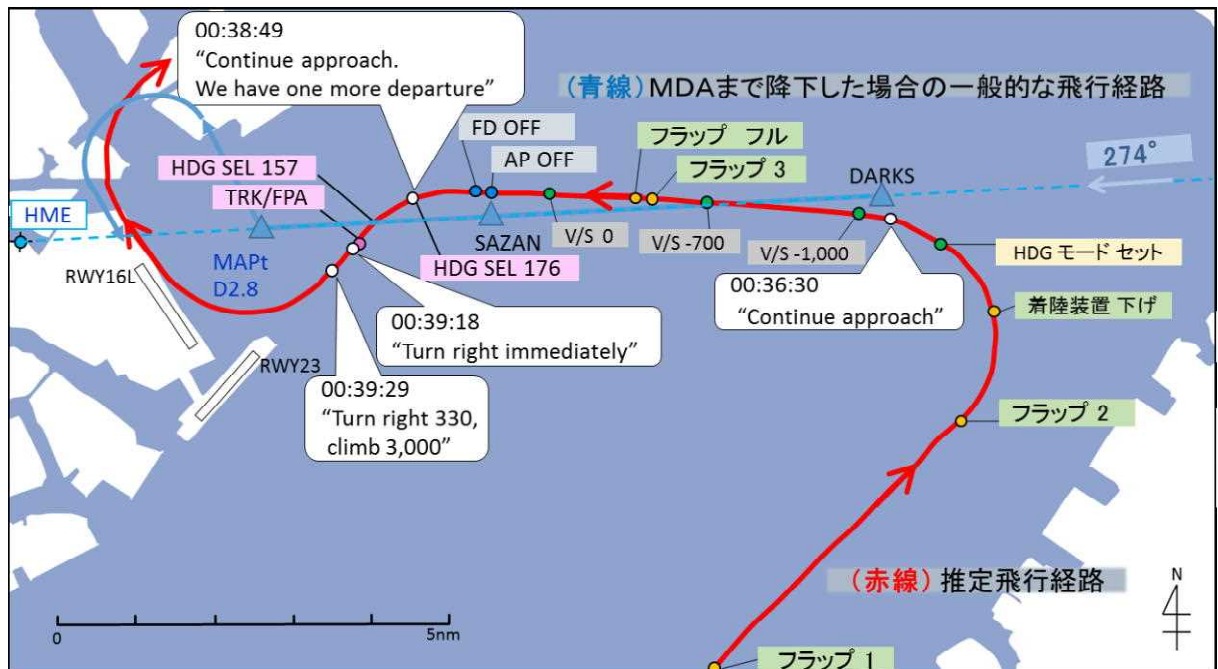 00:38:49
“Continue approach.
We have one more departure”
(青線)MDAまで降下した場合の一般的な飛行経路
FD OFF
AP OFF
フラップ フル
フラップ 3
274°
DARKS
HDG SEL 157
TRK/FPA
HME
V/S 0
SAZAN
V/S -700
V/S -1,000
HDG モード セット
MAPt
D2.8
HDG SEL 176
RWY16L
00:36:30
“Continue approach”
着陸装置 下げ
00:39:18
“Turn right immediately”
RWY23
00:39:29
“Turn right 330,
climb 3,000”
フラップ 2
(赤線)推定飛行経路
N
0
5nm
フラップ 1